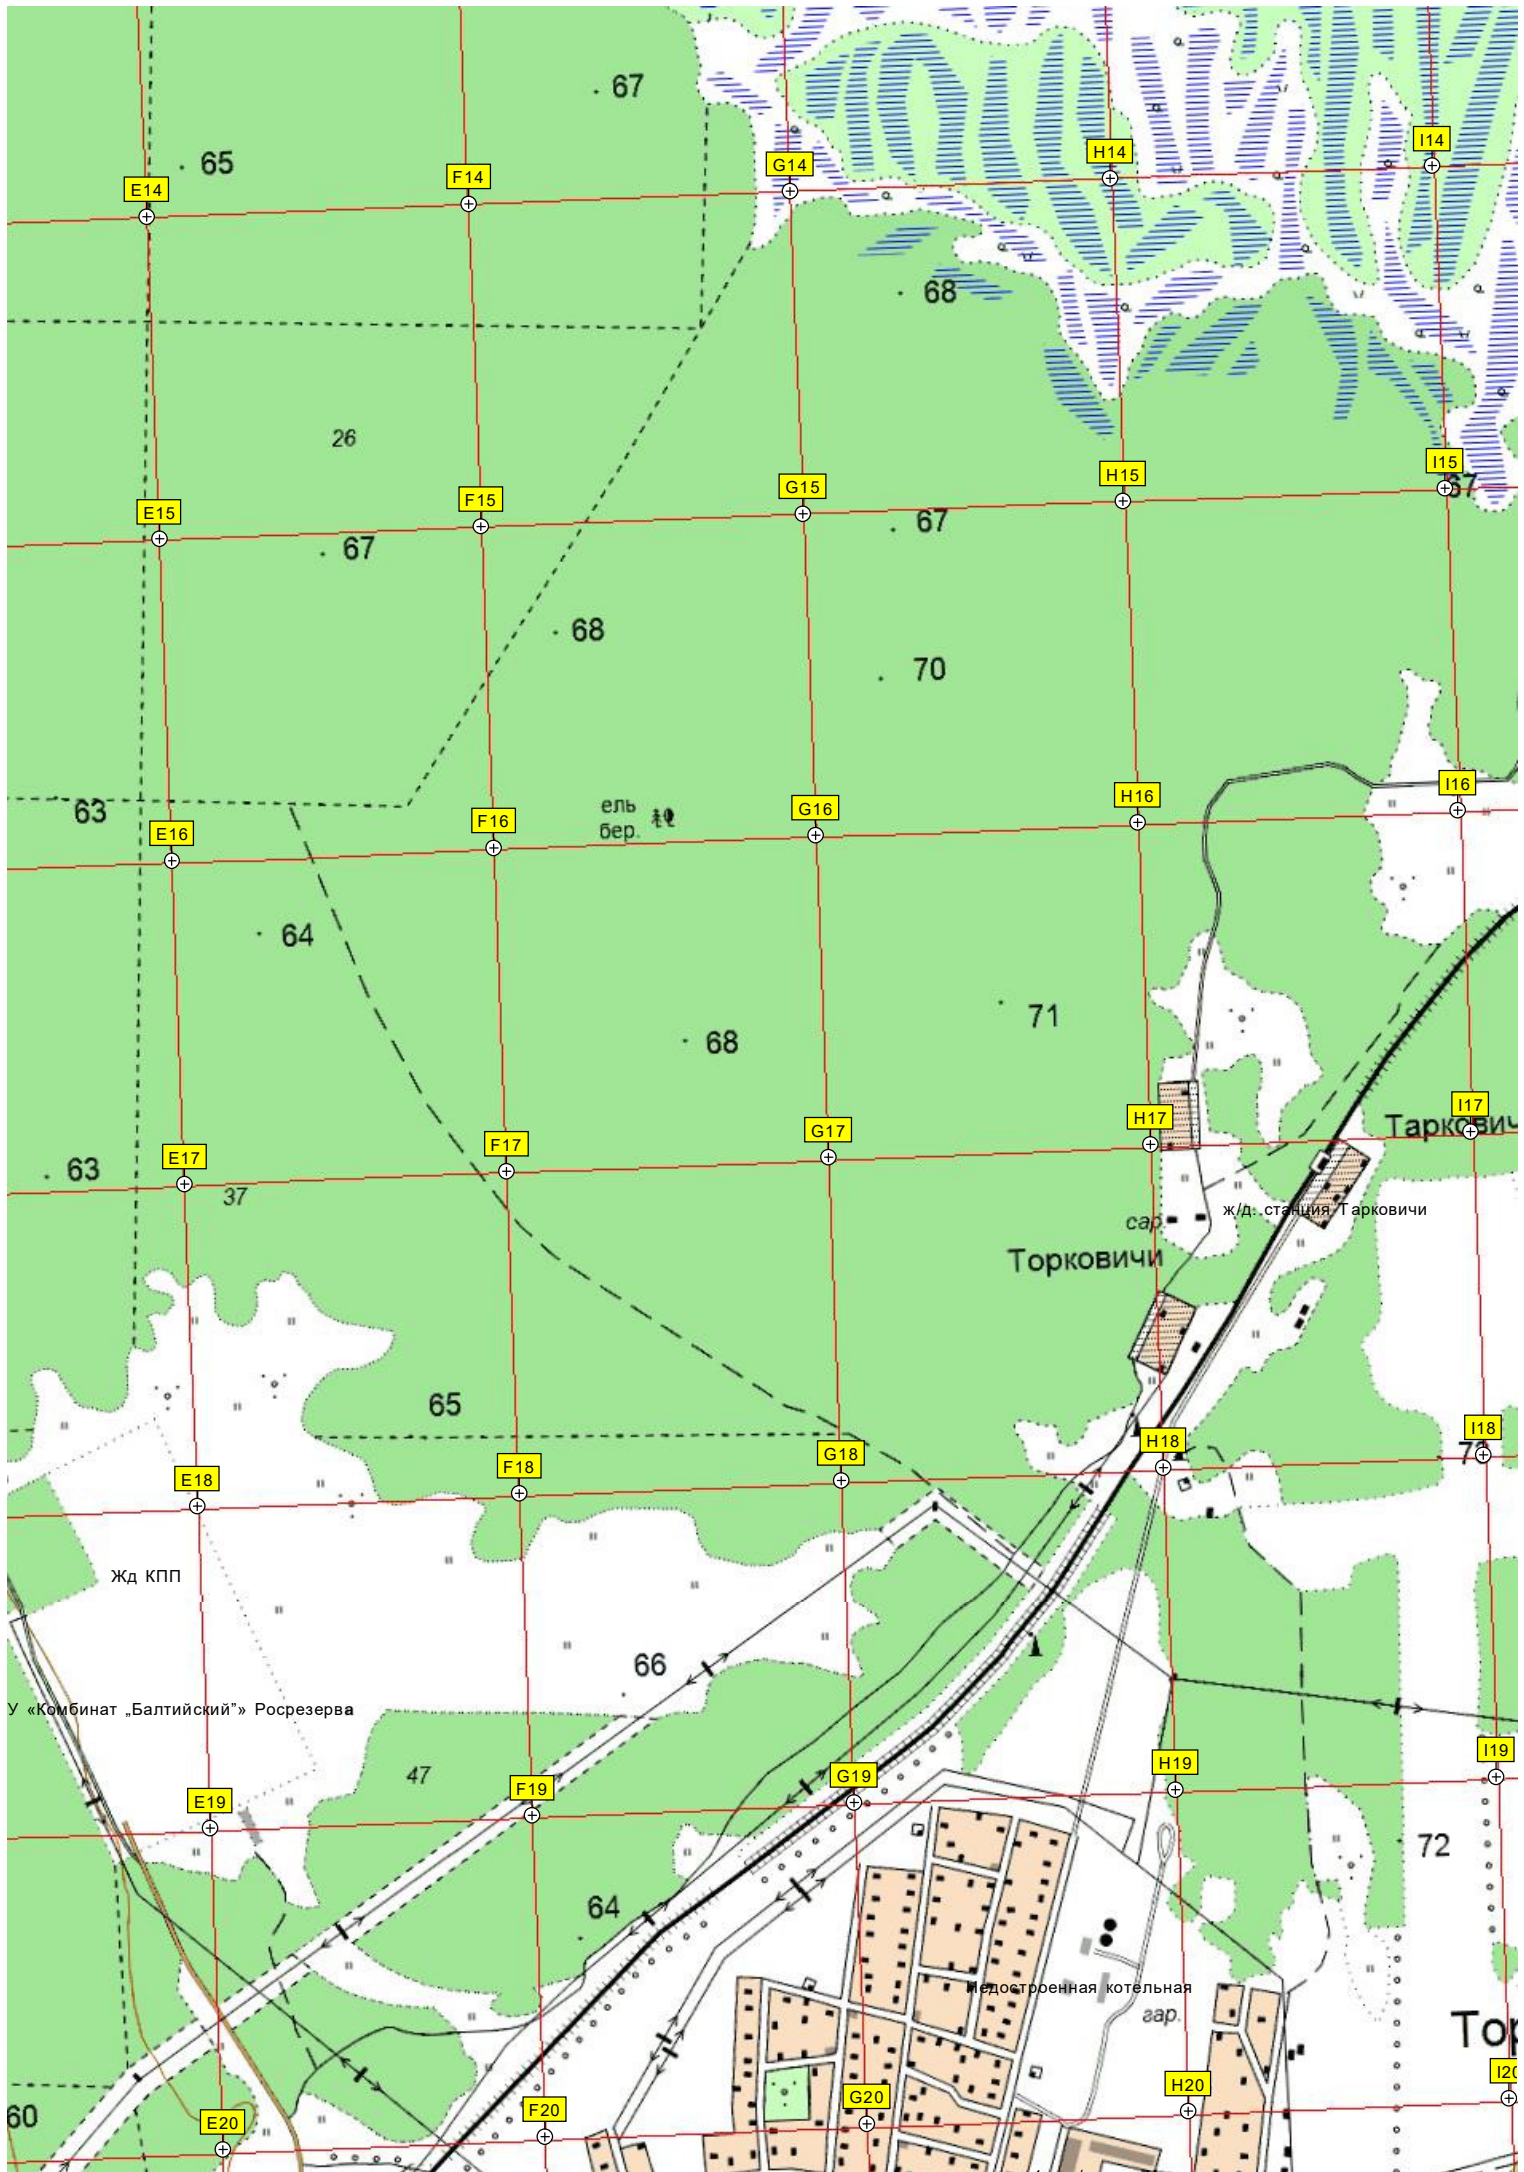 67
I14
H14
G14
65
F14
E14
68
26
I15
67
H15
G15
F15
E15
67
67
68
70
I16
H16
63
ель
бер.
G16
F16
E16
64
71
68
I17
H17
G17
F17
63
E17
37
сар.
ж/д. станция Тарковичи
Торковичи
65
I18
H18
G18
F18
E18
Жд КПП
66
У «Комбинат „Балтийский”» Росрезерва
I19
H19
47
G19
F19
E19
72
64
Недостроенная котельная
гар.
I20
H20
G20
60
F20
E20